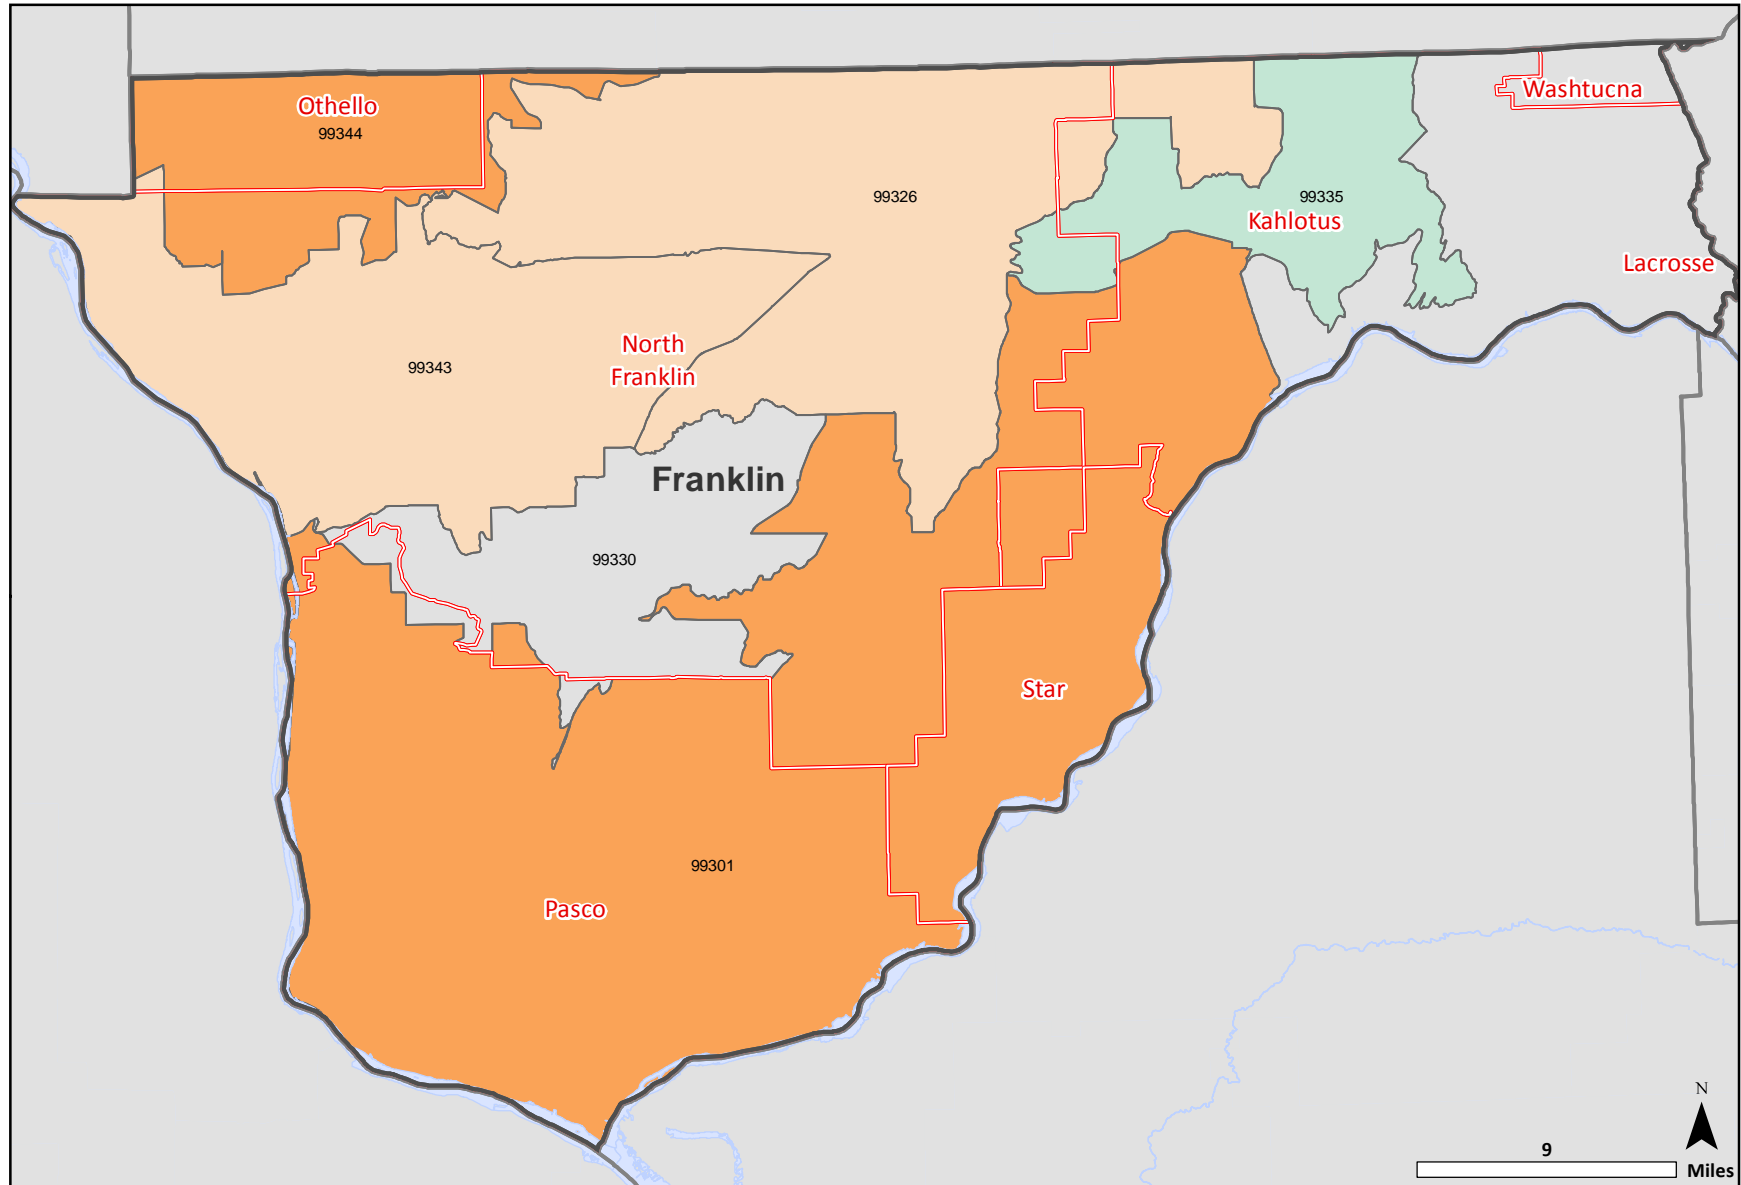 Washtucna
Othello
99344
99326
99335
Kahlotus
Lacrosse
North
Franklin
99343
Franklin
99330
Star
99301
Pasco
N
9
Miles